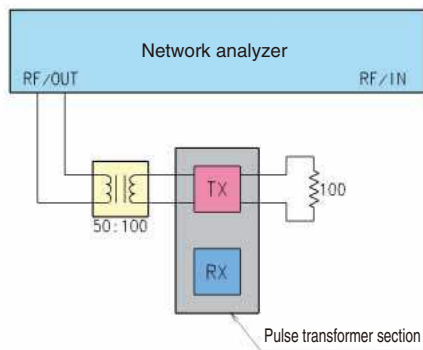 Network analyzer
RF/OUT RF/IN
TX
100
50:100
RX
Pulse transformer section